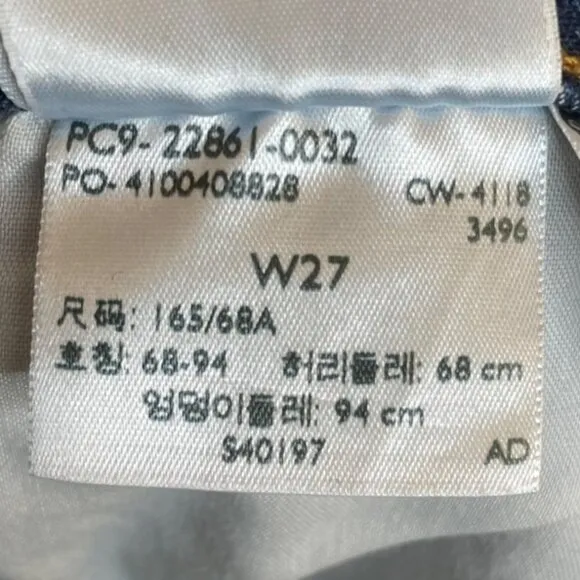 PC9-22861-0032
PO-4100408828 CW-4118
3496
W27
尺码: 165/68A
호칭: 68-94 허리둘레: 68 cm
엉덩이둘레: 94 cm
S40197 AD